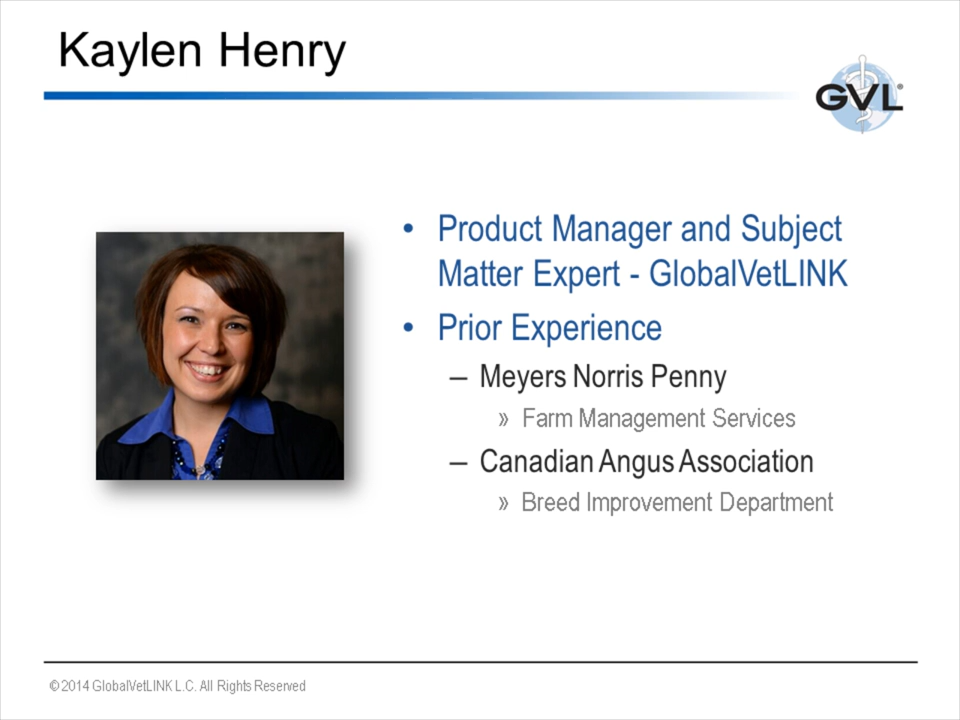 Kaylen Henry
GVL®
• Product Manager and Subject
Matter Expert - GlobalVetLINK
• Prior Experience
– Meyers Norris Penny
» Farm Management Services
– Canadian Angus Association
» Breed Improvement Department
© 2014 GlobalVetLINK L.C. All Rights Reserved